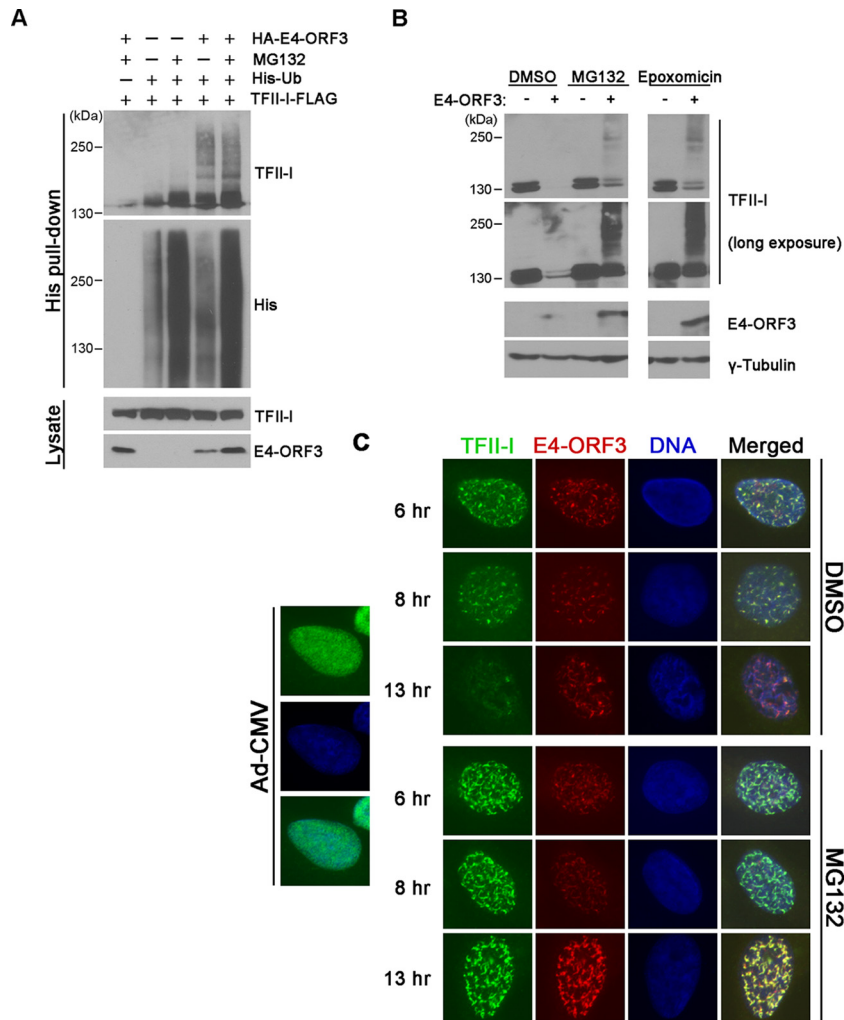 A
+ − − + + HA-E4-ORF3
+ − + − + MG132
− + + + + His-Ub
+ + + + + TFII-I-FLAG
(kDa)
250
TFII-I
130
His pull-down
250
His
130
Lysate
TFII-I
E4-ORF3
B
DMSO MG132 Epoxomicin
E4-ORF3: - + - + - +
(kDa)
250
130
TFII-I
250
(long exposure)
130
E4-ORF3
γ-Tubulin
C
TFII-I E4-ORF3 DNA Merged
6 hr
8 hr
13 hr
DMSO
Ad-CMV
6 hr
8 hr
13 hr
MG132